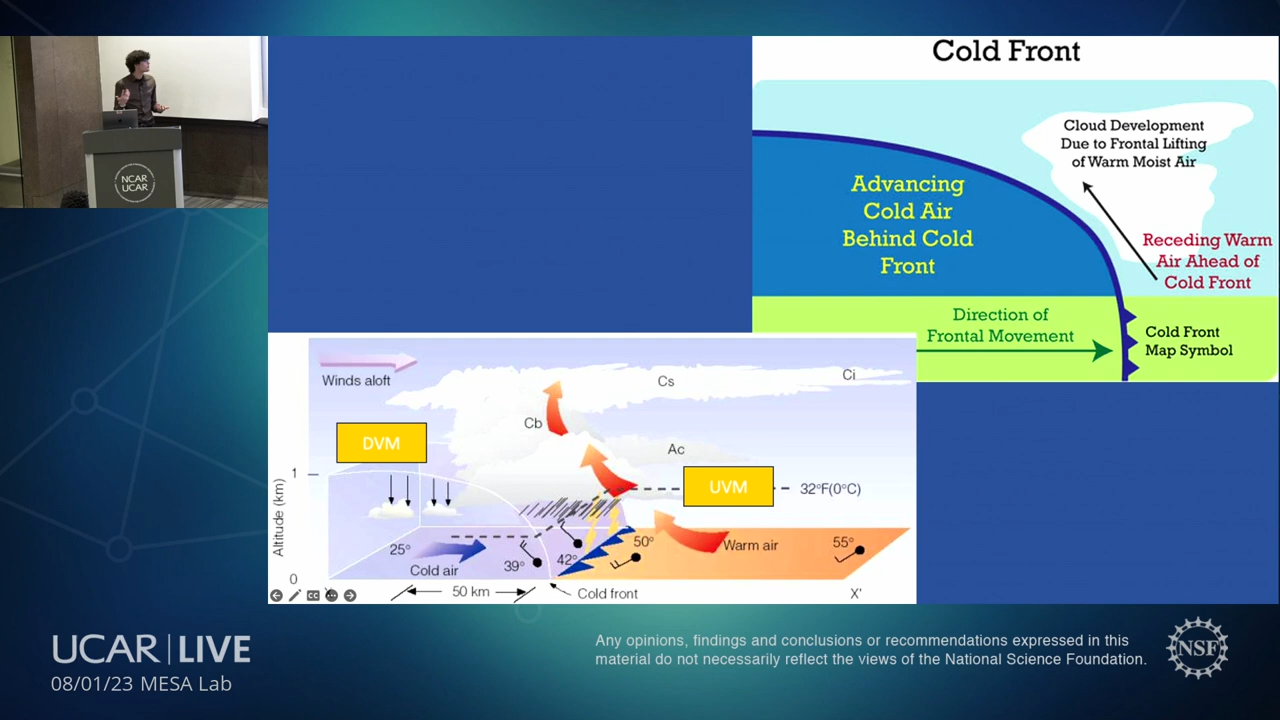 NCAR
UCAR
Cold Front
Cloud Development
Due to Frontal Lifting
of Warm Moist Air
Advancing
Cold Air
Behind Cold
Front
Receding Warm
Air Ahead of
Cold Front
Direction of
Frontal Movement
Cold Front
Map Symbol
Winds aloft
Cs
Ci
Cb
DVM
Ac
1
UVM
32°F(0°C)
Altitude (km)
25°
Cold air
39°
42°
50°
Warm air
55°
0
50 km
Cold front
X'
UCAR | LIVE
08/01/23 MESA Lab
Any opinions, findings and conclusions or recommendations expressed in this
material do not necessarily reflect the views of the National Science Foundation.
NSF